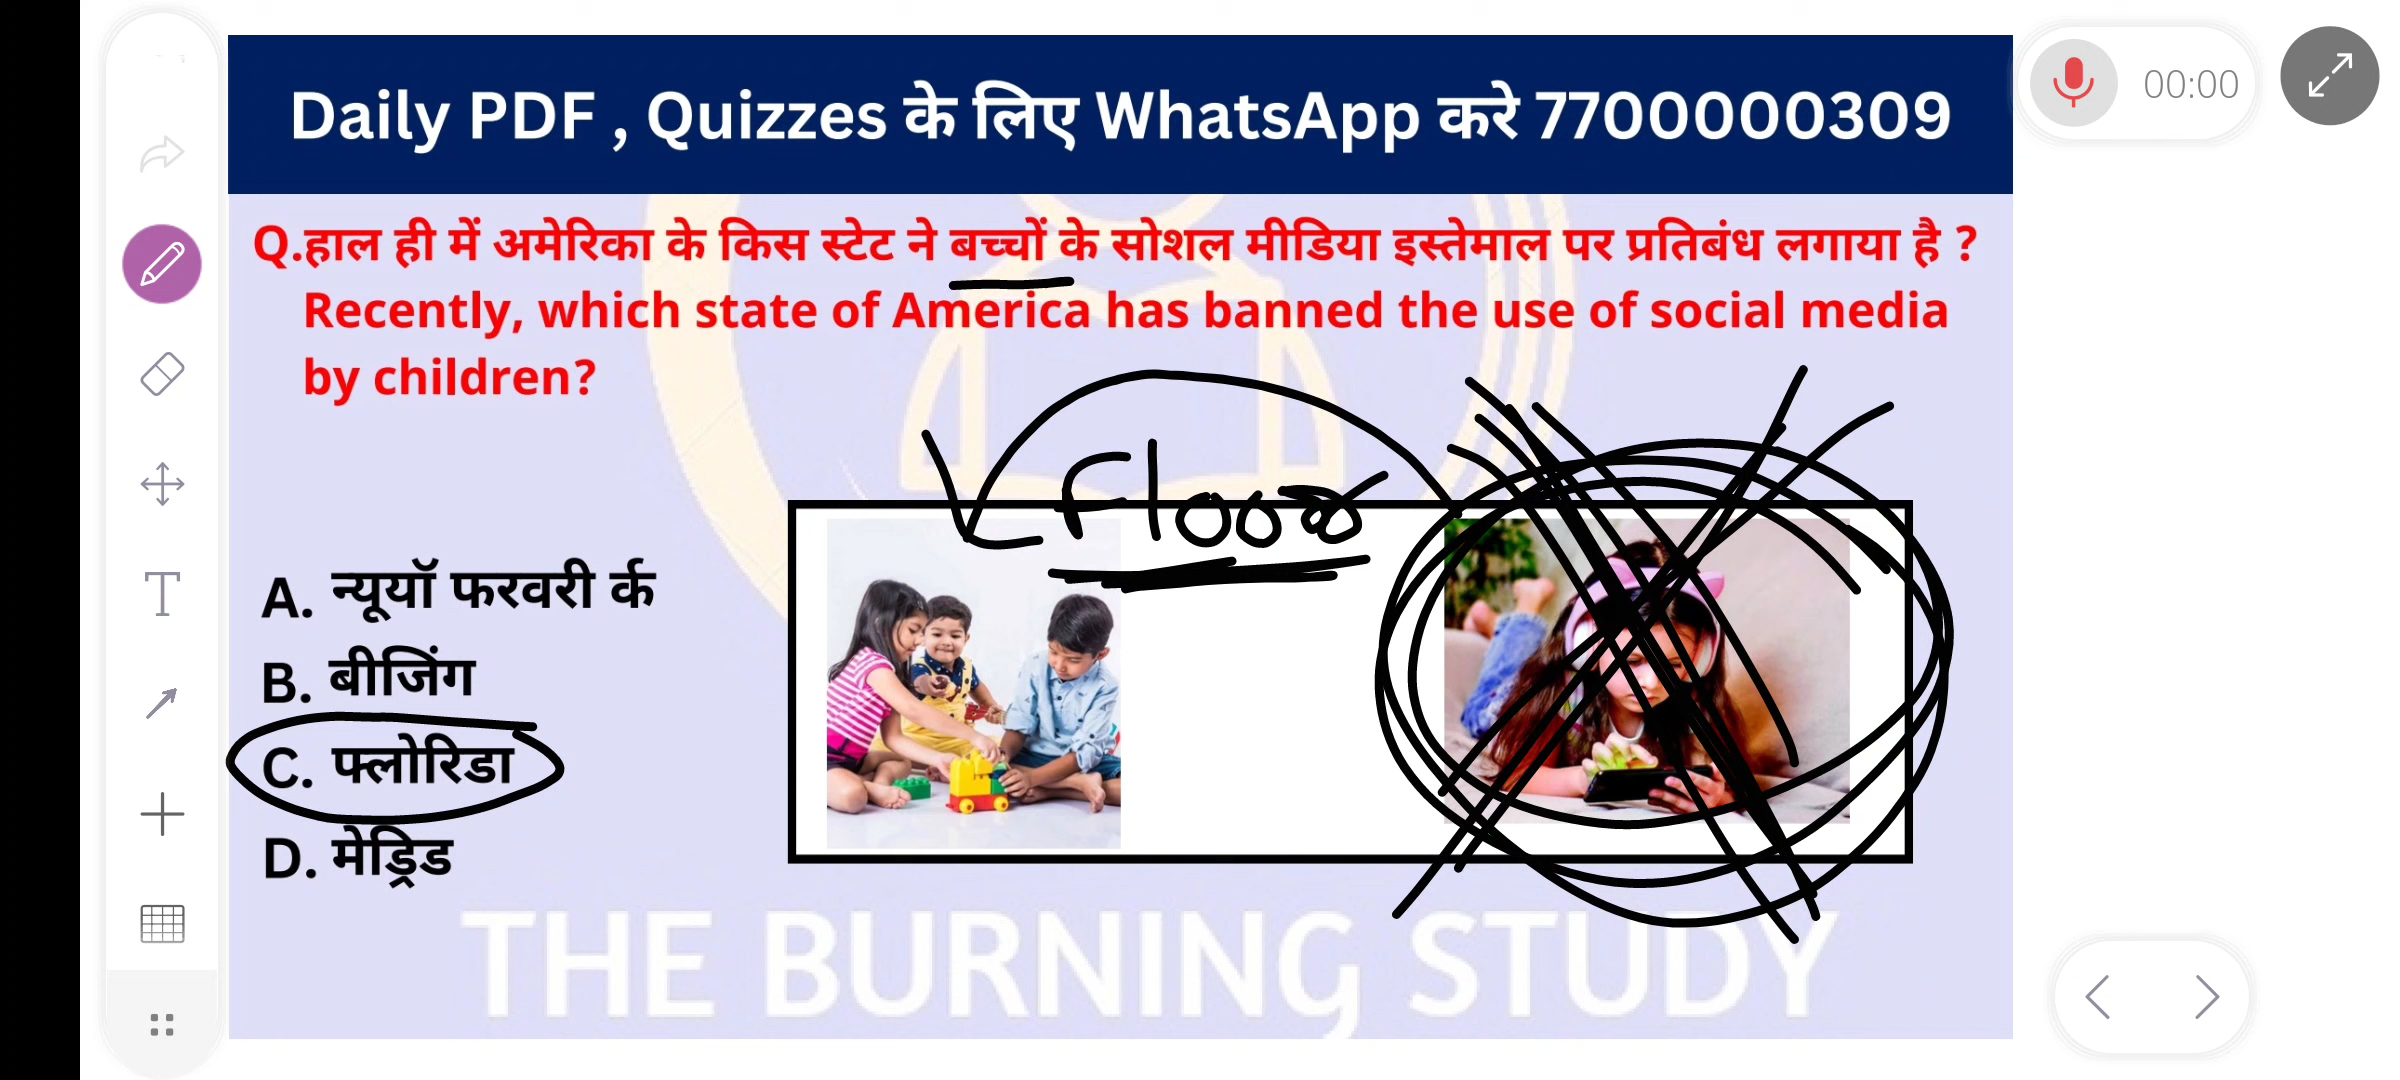 Daily PDF , Quizzes के लिए WhatsApp करे 7700000309
00:00
Q.हाल ही में अमेरिका के किस स्टेट ने बच्चों के सोशल मीडिया इस्तेमाल पर प्रतिबंध लगाया है ?
Recently, which state of America has banned the use of social media
by children?
A. न्यूयॉ फरवरी र्क
B. बीजिंग
C. फ्लोरिडा
D. मेड्रिड
THE BURNING STUDY